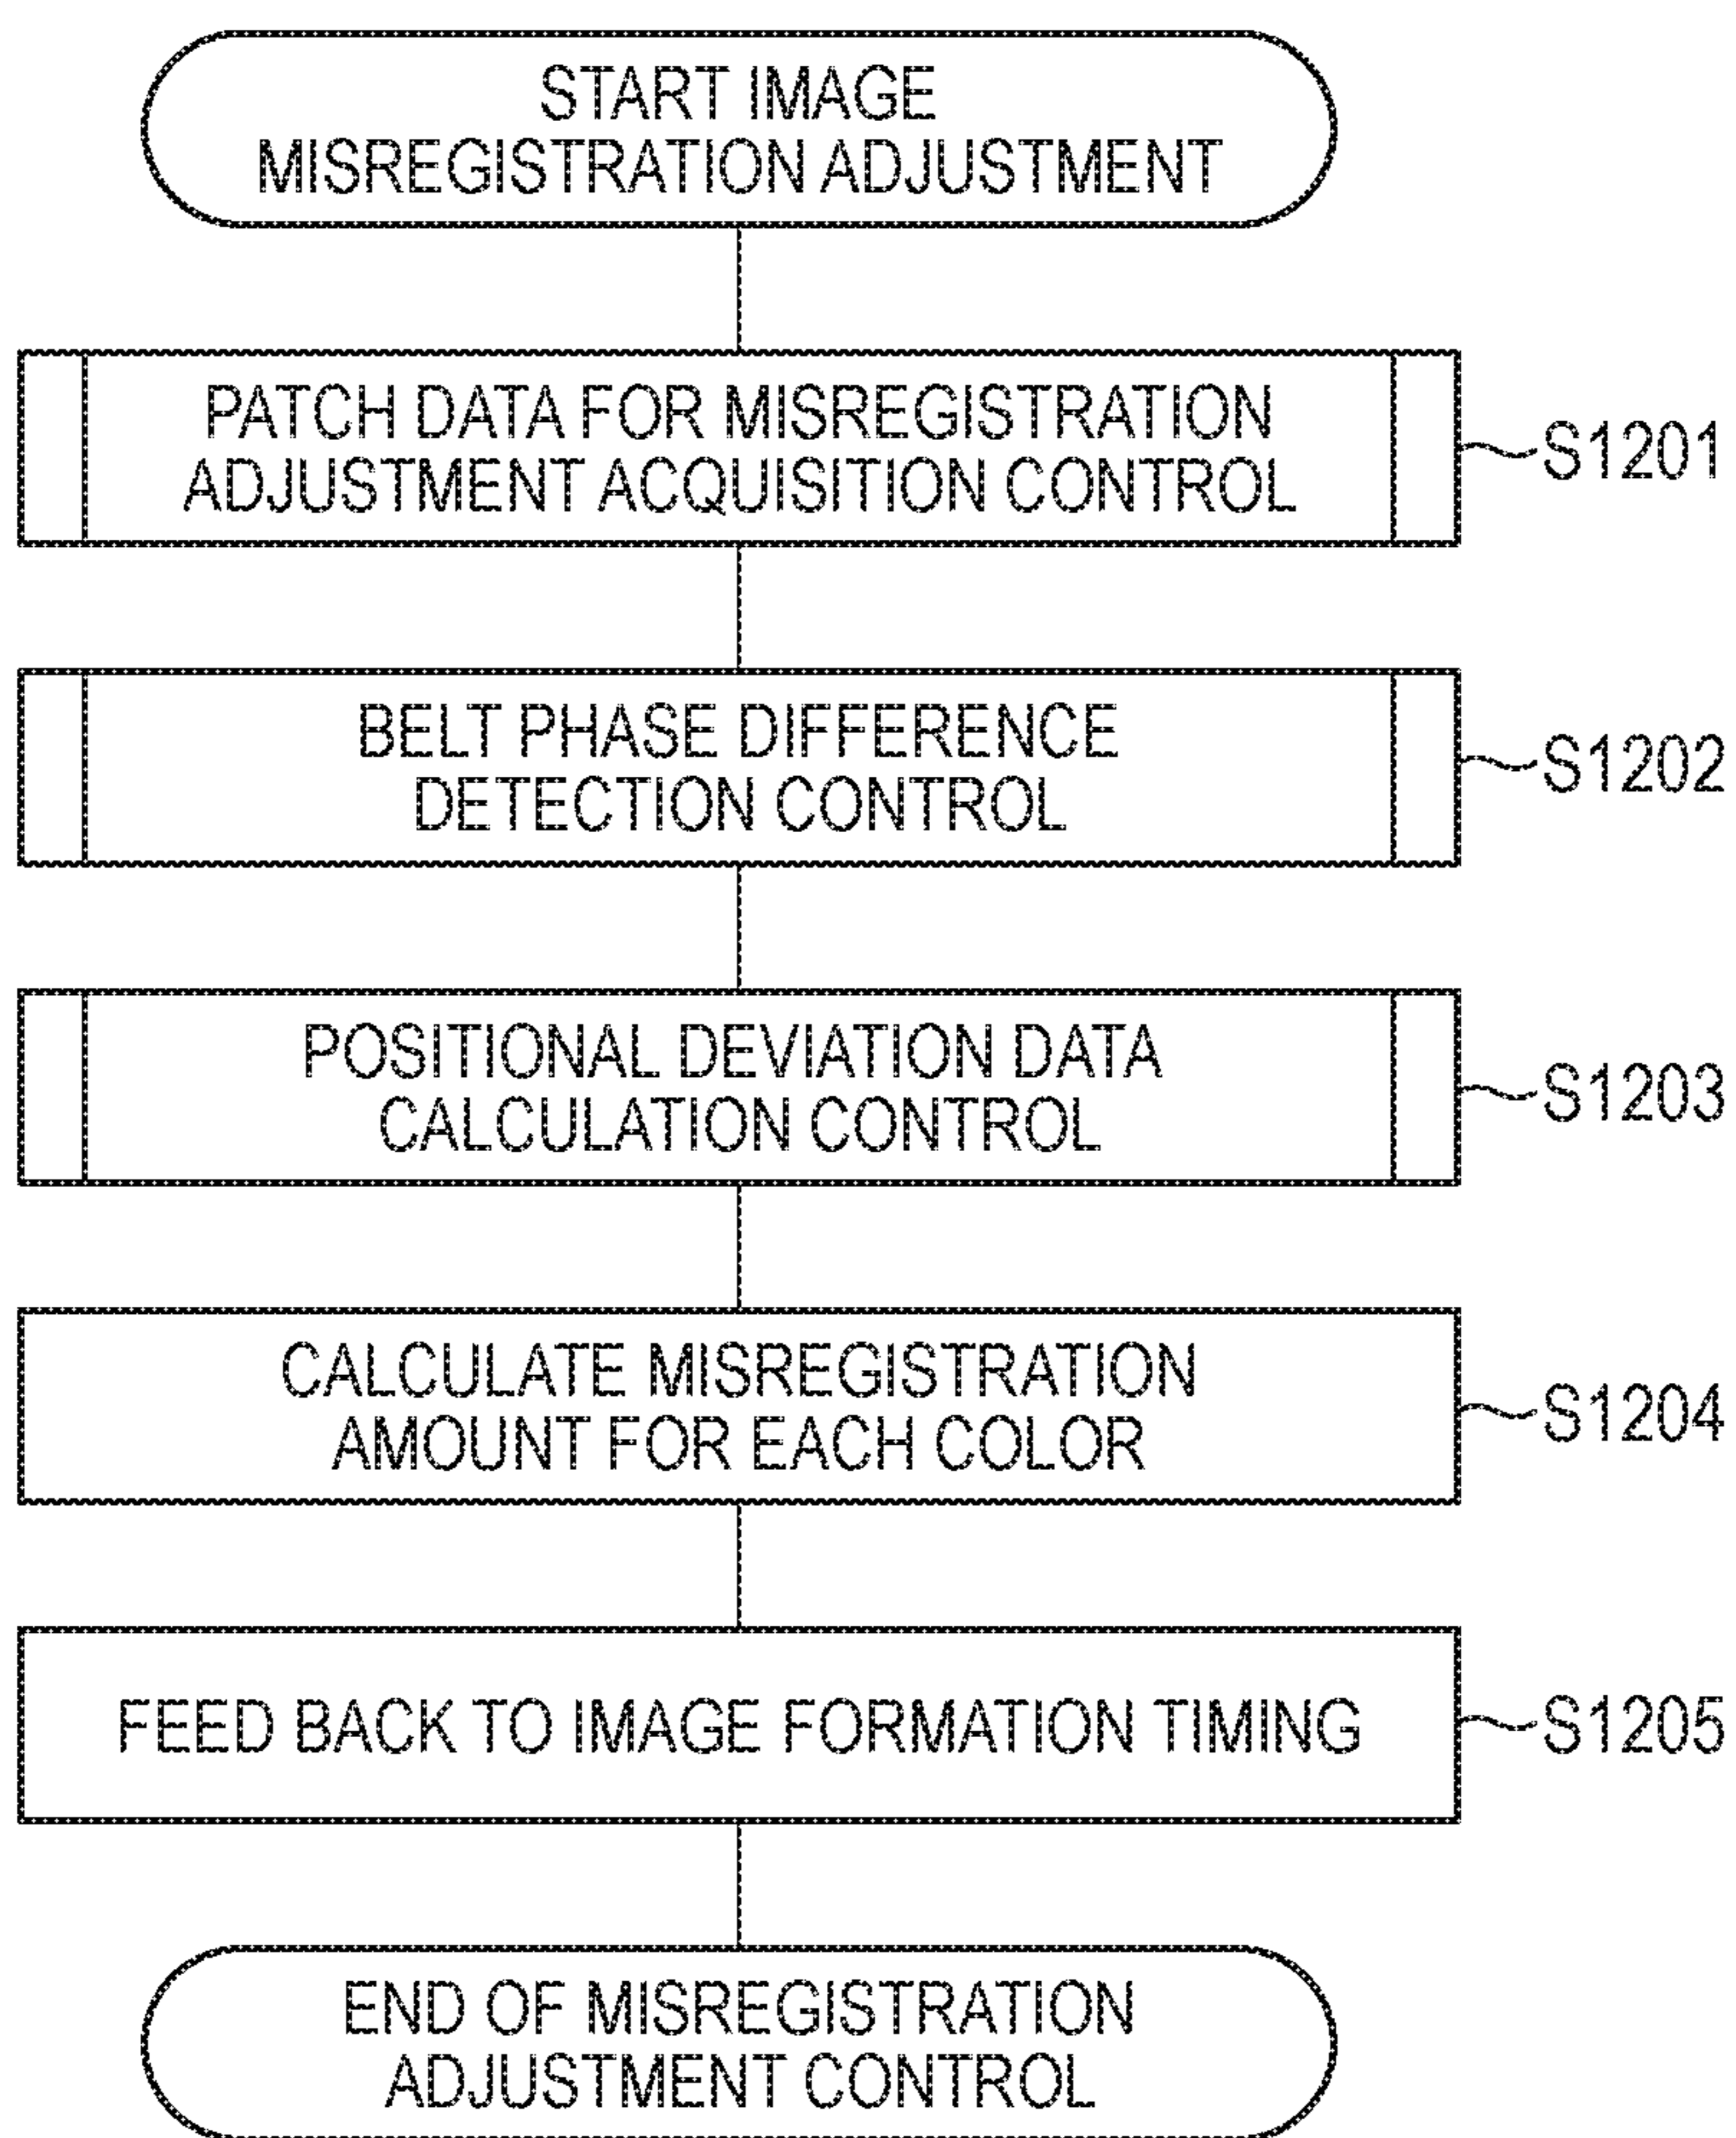 START IMAGE
MISREGISTRATION ADJUSTMENT
PATCH DATA FOR MISREGISTRATION
ADJUSTMENT ACQUISITION CONTROL
S1201
BELT PHASE DIFFERENCE
DETECTION CONTROL
S1202
POSITIONAL DEVIATION DATA
CALCULATION CONTROL
S1203
CALCULATE MISREGISTRATION
AMOUNT FOR EACH COLOR
S1204
FEED BACK TO IMAGE FORMATION TIMING
S1205
END OF MISREGISTRATION
ADJUSTMENT CONTROL